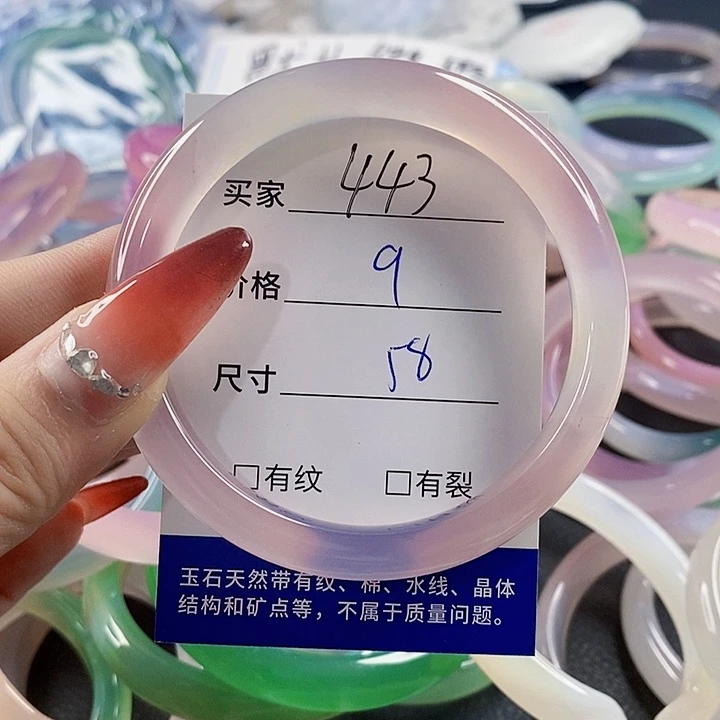 买家 443
价格 9
尺寸 58
□有纹 □有裂
玉石天然带有纹、棉、水线、晶体
结构和矿点等，不属于质量问题。